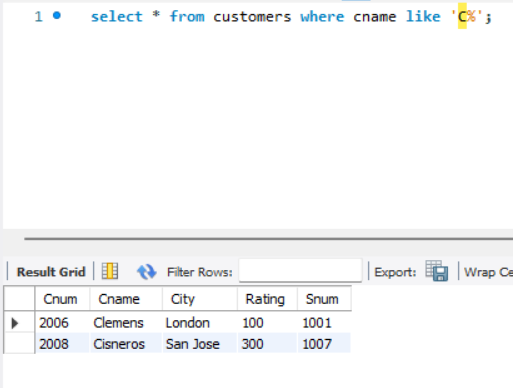 1 select * from customers where cname like 'C%';
Result Grid Filter Rows: Export: Wrap Ce
Cnum Cname City Rating Snum
2006 Clemens London 100 1001
2008 Cisneros San Jose 300 1007